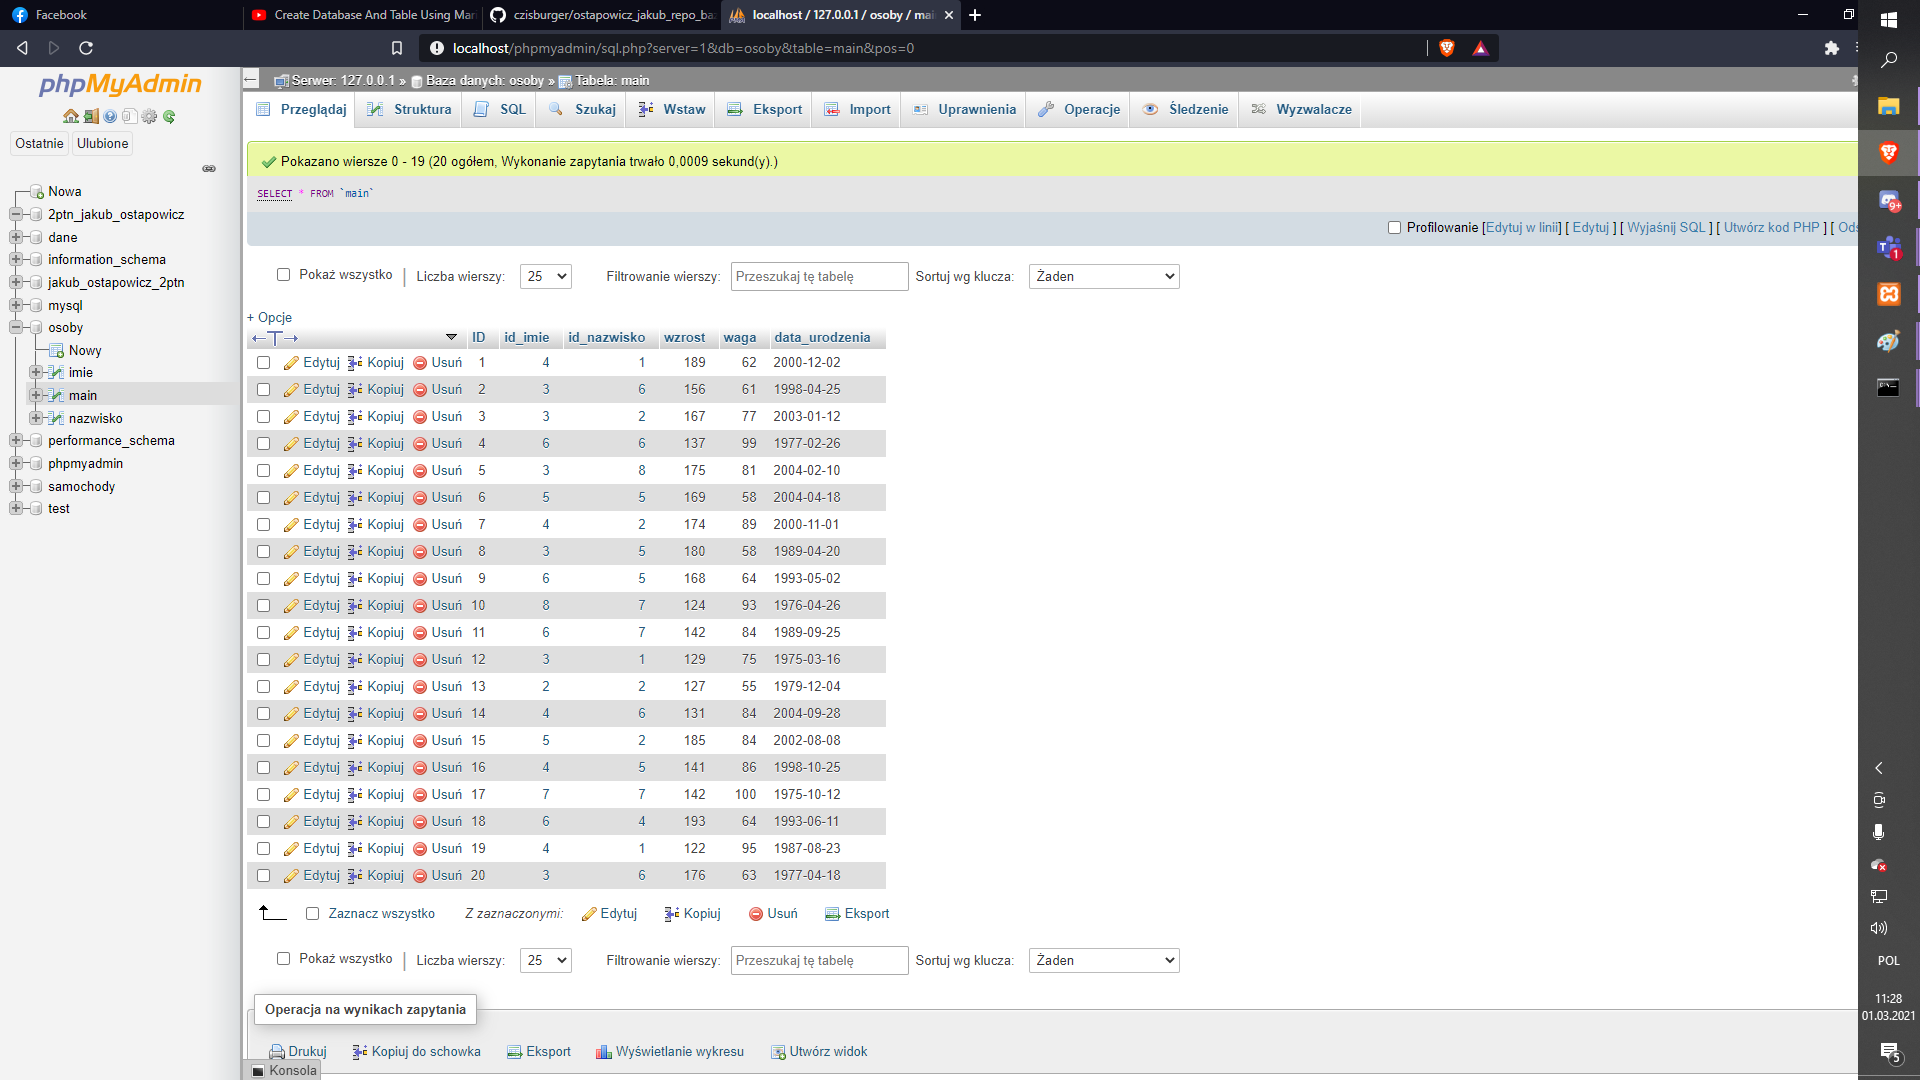 Facebook
Create Database And Table Using Mar
czisburger/ostapowicz_jakub_repo_ba
localhost / 127.0.0.1 / osoby / mai
localhost/phpmyadmin/sql.php?server=1&db=osoby&table=main&pos=0
phpMyAdmin
Ostatnie Ulubione
Nowa
2ptn_jakub_ostapowicz
dane
information_schema
jakub_ostapowicz_2ptn
mysql
osoby
Nowy
imie
main
nazwisko
performance_schema
phpmyadmin
samochody
test
Serwer: 127.0.0.1 » Baza danych: osoby » Tabela: main
Przeglądaj Struktura SQL Szukaj Wstaw Eksport Import Uprawnienia Operacje Śledzenie Wyzwalacze
Pokazano wiersze 0 - 19 (20 ogółem, Wykonanie zapytania trwało 0,0009 sekund(y).)
SELECT * FROM `main`
Profilowanie [Edytuj w linii] [ Edytuj ] [ Wyjaśnij SQL ] [ Utwórz kod PHP ] [ Ods
Pokaż wszystko | Liczba wierszy: 25 Filtrowanie wierszy: Przeszukaj tę tabelę Sortuj wg klucza: Żaden
+ Opcje
←T→ ID id_imie id_nazwisko wzrost waga data_urodzenia
Edytuj Kopiuj Usuń 1 4 1 189 62 2000-12-02
Edytuj Kopiuj Usuń 2 3 6 156 61 1998-04-25
Edytuj Kopiuj Usuń 3 3 2 167 77 2003-01-12
Edytuj Kopiuj Usuń 4 6 6 137 99 1977-02-26
Edytuj Kopiuj Usuń 5 3 8 175 81 2004-02-10
Edytuj Kopiuj Usuń 6 5 5 169 58 2004-04-18
Edytuj Kopiuj Usuń 7 4 2 174 89 2000-11-01
Edytuj Kopiuj Usuń 8 3 5 180 58 1989-04-20
Edytuj Kopiuj Usuń 9 6 5 168 64 1993-05-02
Edytuj Kopiuj Usuń 10 8 7 124 93 1976-04-26
Edytuj Kopiuj Usuń 11 6 7 142 84 1989-09-25
Edytuj Kopiuj Usuń 12 3 1 129 75 1975-03-16
Edytuj Kopiuj Usuń 13 2 2 127 55 1979-12-04
Edytuj Kopiuj Usuń 14 4 6 131 84 2004-09-28
Edytuj Kopiuj Usuń 15 5 2 185 84 2002-08-08
Edytuj Kopiuj Usuń 16 4 5 141 86 1998-10-25
Edytuj Kopiuj Usuń 17 7 7 142 100 1975-10-12
Edytuj Kopiuj Usuń 18 6 4 193 64 1993-06-11
Edytuj Kopiuj Usuń 19 4 1 122 95 1987-08-23
Edytuj Kopiuj Usuń 20 3 6 176 63 1977-04-18
Zaznacz wszystko Z zaznaczonymi: Edytuj Kopiuj Usuń Eksport
Pokaż wszystko | Liczba wierszy: 25 Filtrowanie wierszy: Przeszukaj tę tabelę Sortuj wg klucza: Żaden
Operacja na wynikach zapytania
Drukuj Kopiuj do schowka Eksport Wyświetlanie wykresu Utwórz widok
Konsola
9+
1
POL
11:28
01.03.2021
5